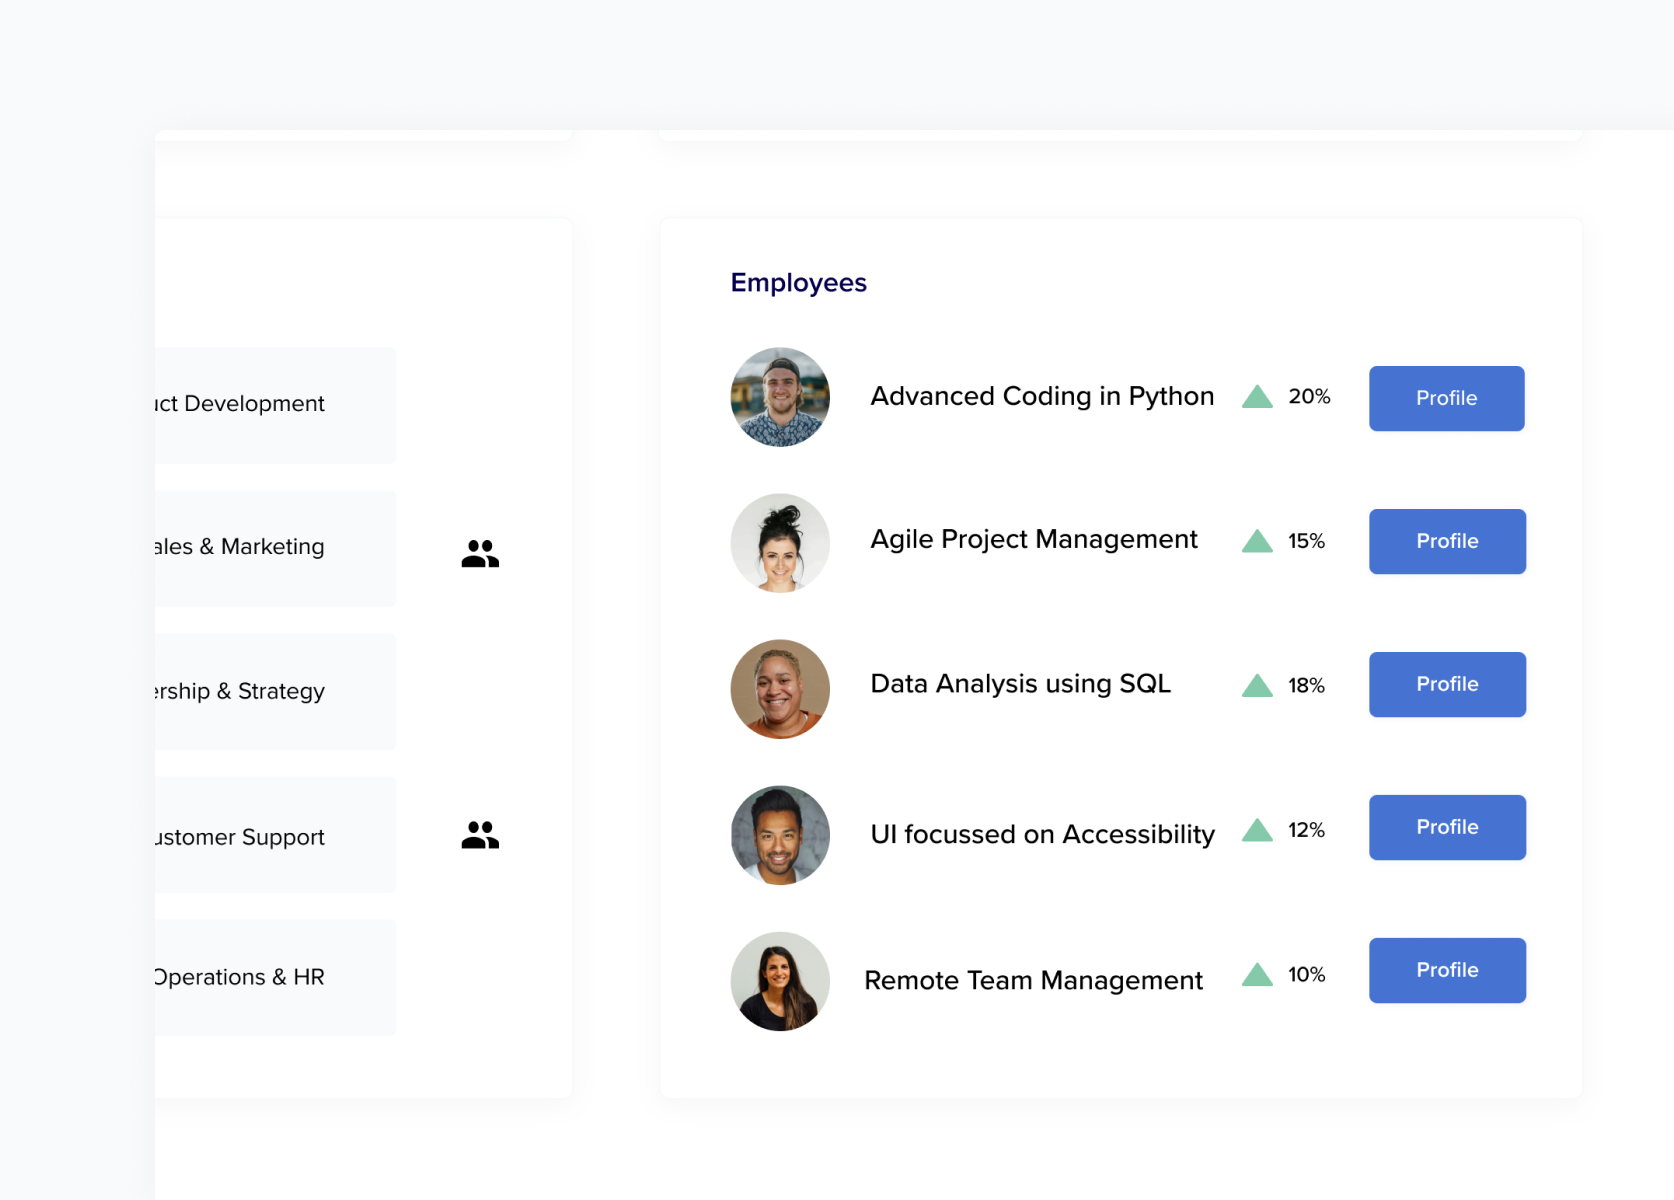 Employees
uct Development
ales & Marketing
ership & Strategy
ustomer Support
Operations & HR
Advanced Coding in Python 20% Profile
Agile Project Management 15% Profile
Data Analysis using SQL 18% Profile
UI focussed on Accessibility 12% Profile
Remote Team Management 10% Profile